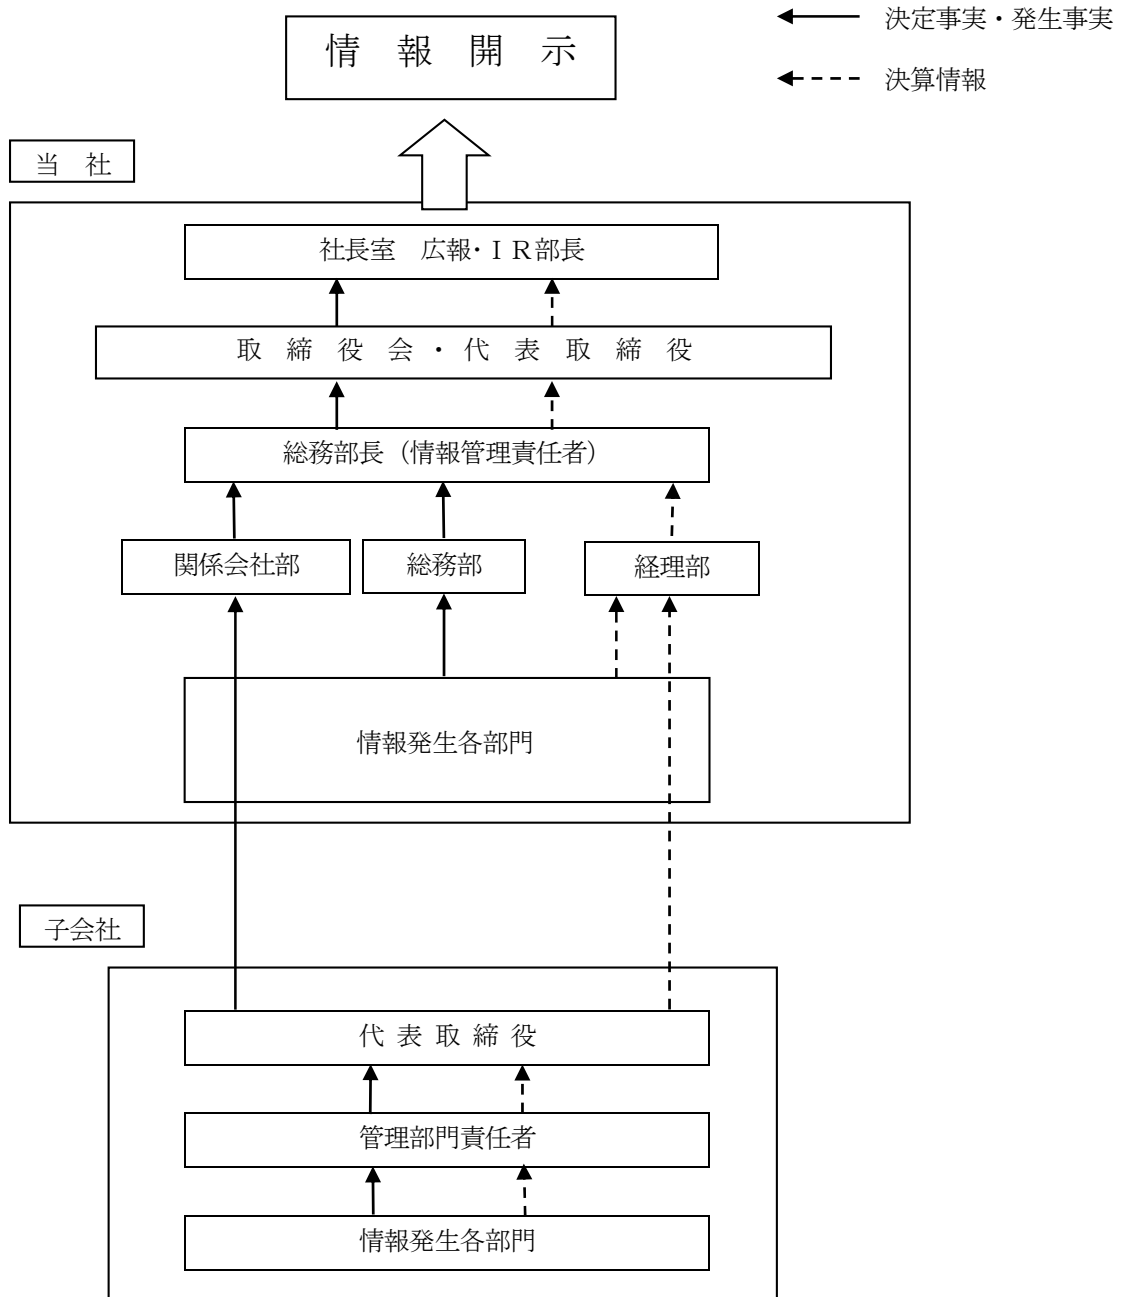 情　報　開　示
決定事実・発生事実
決算情報
当　社
社長室　広報・ＩＲ部長
取　締　役　会　・　代　表　取　締　役
総務部長（情報管理責任者）
関係会社部
総務部
経理部
情報発生各部門
子会社
代 表 取 締 役
管理部門責任者
情報発生各部門